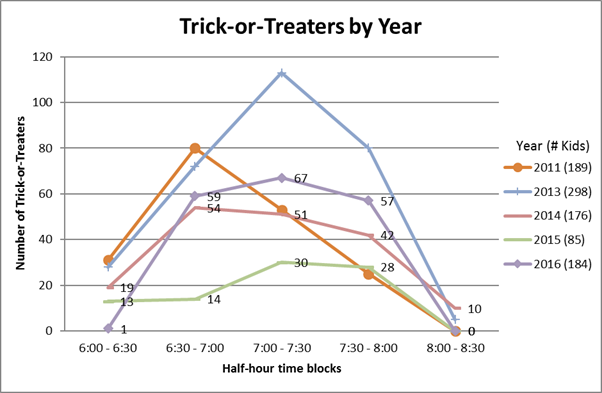 Trick-or-Treaters by Year
Number of Trick-or-Treaters
120
100
80
60
40
20
0
19
13
1
59
54
14
67
51
30
57
42
28
10
0
6:00 - 6:30
6:30 - 7:00
7:00 - 7:30
7:30 - 8:00
8:00 - 8:30
Half-hour time blocks
Year (# Kids)
2011 (189)
2013 (298)
2014 (176)
2015 (85)
2016 (184)